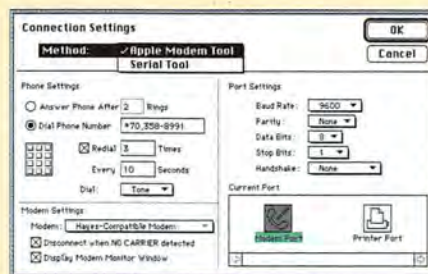 Connection Settings
OK
Method: ✓Apple Modem Tool
Serial Tool
Cancel
Phone Settings
Answer Phone After 2 Rings
Dial Phone Number *70,358-8991
Redial 3 Times
Every 10 Seconds
Dial: Tone
Modem Settings
Modem: Hayes-Compatible Modem
Disconnect when NO CARRIER detected
Display Modem Monitor Window
Port Settings
Baud Rate: 9600
Parity: None
Data Bits: 8
Stop Bits: 1
Handshake: None
Current Port
Modem Port
Printer Port